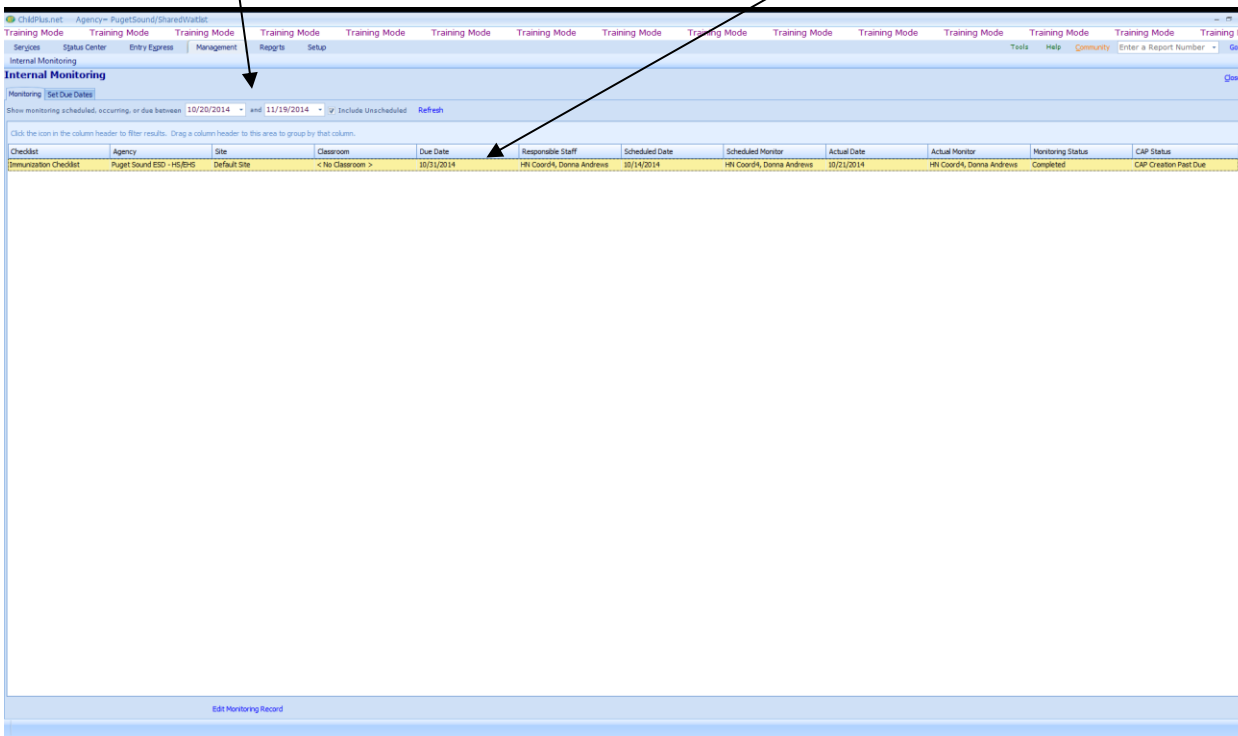 ChildPlus.net Agency= PugetSound/SharedWaitlist
Training Mode Training Mode Training Mode Training Mode Training Mode Training Mode Training Mode Training Mode Training Mode Training Mode Training Mode Training Mode Training Mode Training Mode Training
Services Status Center Entry Express Management Reports Setup Tools Help Community Enter a Report Number Go
Internal Monitoring
Internal Monitoring
Close
Monitoring Set Due Dates
Show monitoring scheduled, occurring, or due between 10/20/2014 and 11/19/2014 Include Unscheduled Refresh
Click the icon in the column header to filter results. Drag a column header to this area to group by that column.
Checklist Agency Site Classroom Due Date Responsible Staff Scheduled Date Scheduled Monitor Actual Date Actual Monitor Monitoring Status CAP Status
Immunization Checklist Puget Sound ESD - HS/EHS Default Site < No Classroom > 10/31/2014 HN Coord4, Donna Andrews 10/14/2014 HN Coord4, Donna Andrews 10/21/2014 HN Coord4, Donna Andrews Completed CAP Creation Past Due
Edit Monitoring Record